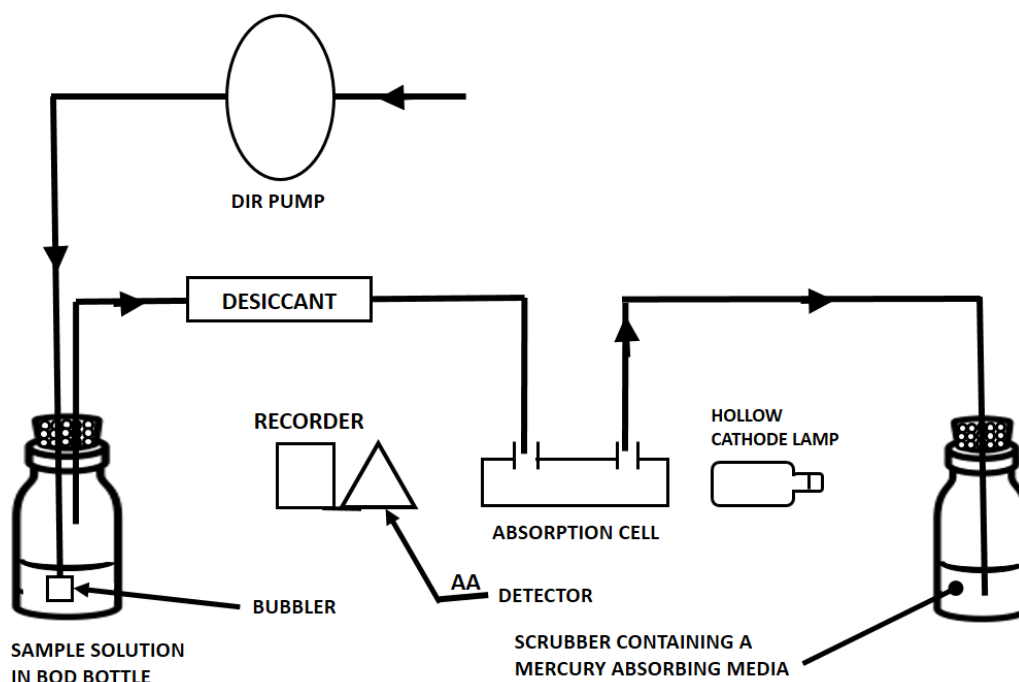 DIR PUMP
DESICCANT
RECORDER
HOLLOW
CATHODE LAMP
ABSORPTION CELL
AA
DETECTOR
BUBBLER
SAMPLE SOLUTION
IN BOD BOTTLE
SCRUBBER CONTAINING A
MERCURY ABSORBING MEDIA